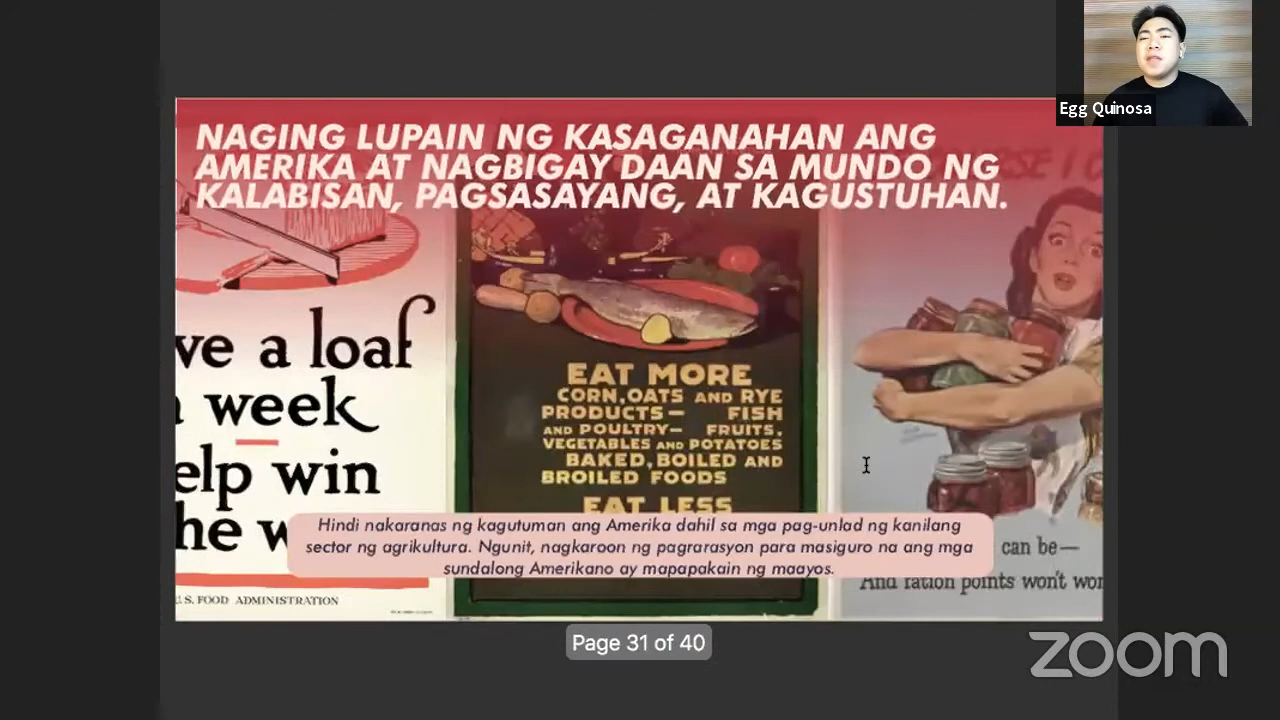 Egg Quinosa
NAGING LUPAIN NG KASAGANAHAN ANG
AMERIKA AT NAGBIGAY DAAN SA MUNDO NG
KALABISAN, PAGSASAYANG, AT KAGUSTUHAN.
ve a loaf
a week
elp win
he w
U.S. FOOD ADMINISTRATION
EAT MORE
CORN, OATS AND RYE
PRODUCTS— FISH
AND POULTRY— FRUITS,
VEGETABLES AND POTATOES
BAKED, BOILED AND
BROILED FOODS
EAT LESS
can be—
And ration points won't wor
Hindi nakaranas ng kagutuman ang Amerika dahil sa mga pag-unlad ng kanilang
sector ng agrikultura. Ngunit, nagkaroon ng pagrarasyon para masiguro na ang mga
sundalong Amerikano ay mapapakain ng maayos.
Page 31 of 40
zoom